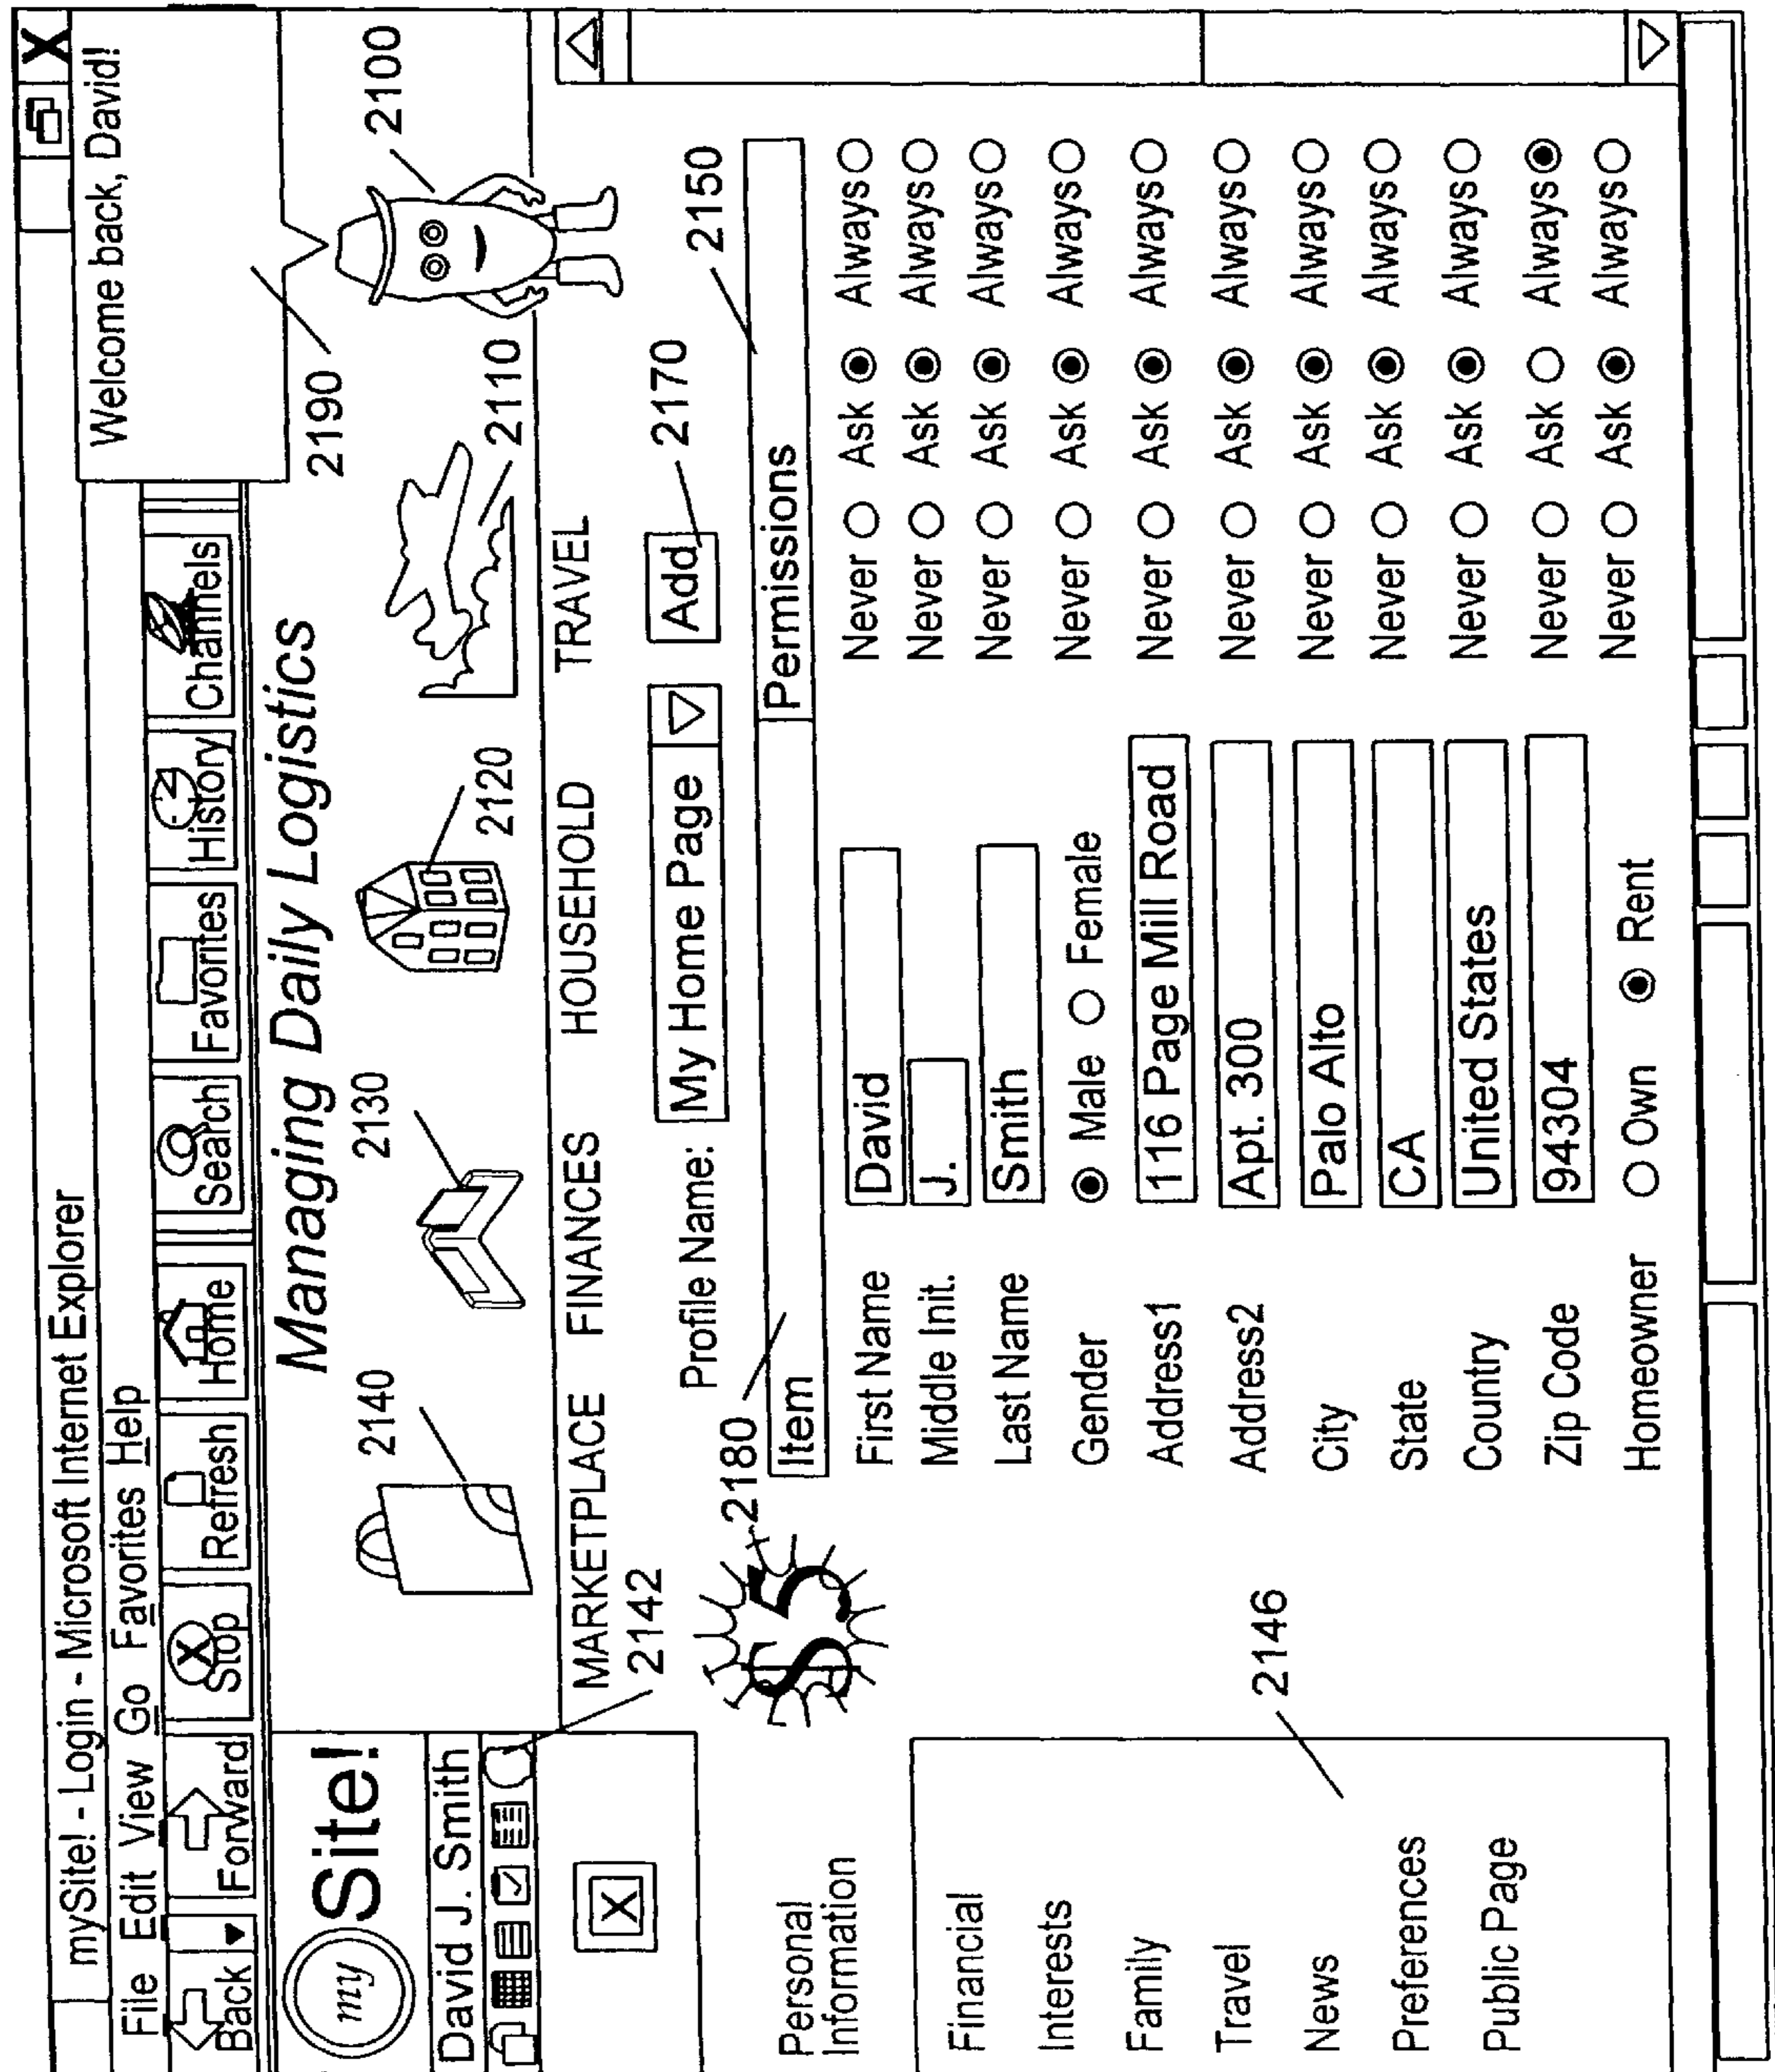 mySite! - Login - Microsoft Internet Explorer
X
File Edit View Go Favorites Help
Welcome back, David!
Back Forward Stop Refresh Home Search Favorites History Channels
my Site!
Managing Daily Logistics
2190
2100
David J. Smith
2140
2130
2120
2110
X
MARKETPLACE FINANCES HOUSEHOLD TRAVEL
2142
Profile Name: My Home Page Add 2170
2150
$5
2180
Item Permissions
Personal
Information
Financial
Interests
Family
Travel
News
Preferences
Public Page
2146
First Name David Never Ask Always
Middle Init. J. Never Ask Always
Last Name Smith Never Ask Always
Gender Male Female Never Ask Always
Address1 116 Page Mill Road Never Ask Always
Address2 Apt. 300 Never Ask Always
City Palo Alto Never Ask Always
State CA Never Ask Always
Country United States Never Ask Always
Zip Code 94304 Never Ask Always
Homeowner Own Rent Never Ask Always